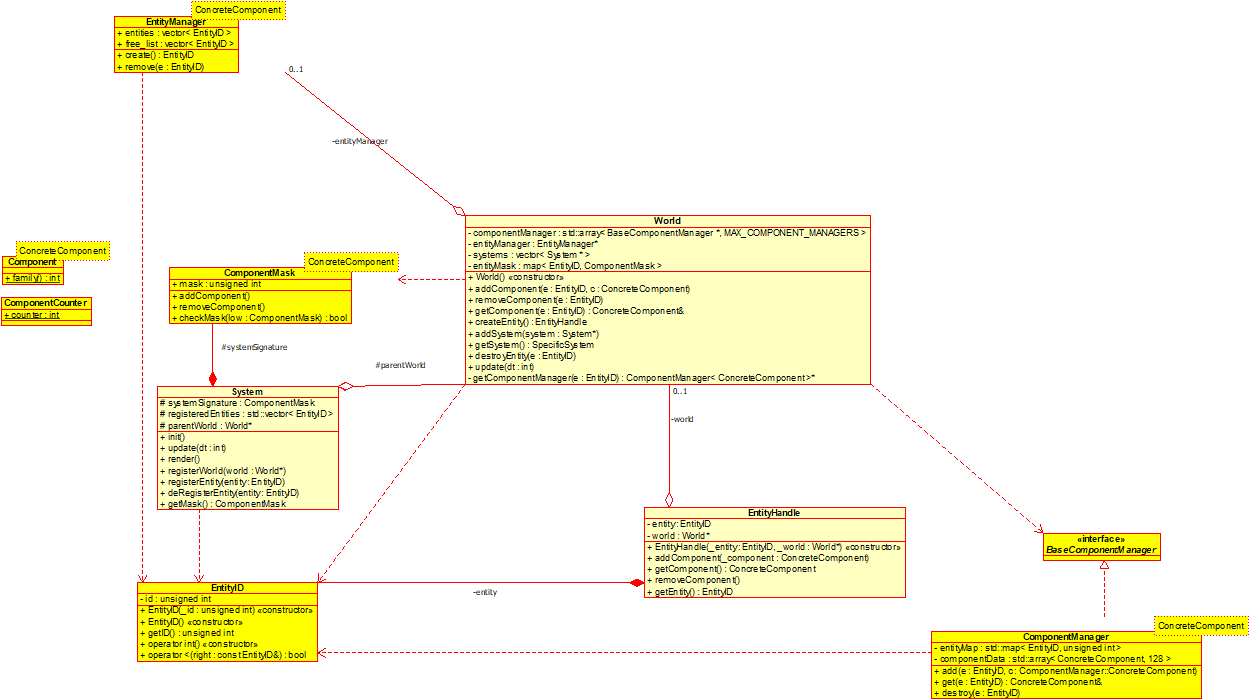 ConcreteComponent
EntityManager
+ entities : vector< EntityID >
+ free_list : vector< EntityID >
+ create() : EntityID
+ remove(e : EntityID)
0..1
-entityManager
ConcreteComponent
Component
+ family() : int
ComponentCounter
+ counter : int
ConcreteComponent
ComponentMask
+ mask : unsigned int
+ addComponent()
+ removeComponent()
+ checkMask(low : ComponentMask) : bool
World
- componentManager : std::array< BaseComponentManager *, MAX_COMPONENT_MANAGERS >
- entityManager : EntityManager*
- systems : vector< System * >
- entityMask : map< EntityID, ComponentMask >
+ World() «constructor»
+ addComponent(e : EntityID, c : ConcreteComponent)
+ removeComponent(e : EntityID)
+ getComponent(e : EntityID) : ConcreteComponent&
+ createEntity() : EntityHandle
+ addSystem(system : System*)
+ getSystem() : SpecificSystem
+ destroyEntity(e : EntityID)
+ update(dt : int)
- getComponentManager(e : EntityID) : ComponentManager< ConcreteComponent >*
#systemSignature
#parentWorld
0..1
-world
System
# systemSignature : ComponentMask
# registeredEntities : std::vector< EntityID >
# parentWorld : World*
+ init()
+ update(dt : int)
+ render()
+ registerWorld(world : World*)
+ registerEntity(entity: EntityID)
+ deRegisterEntity(entity: EntityID)
+ getMask() : ComponentMask
EntityHandle
- entity: EntityID
- world : World*
+ EntityHandle(_entity: EntityID, _world : World*) «constructor»
+ addComponent(_component : ConcreteComponent)
+ getComponent() : ConcreteComponent
+ removeComponent()
+ getEntity() : EntityID
«interface»
BaseComponentManager
EntityID
- id : unsigned int
+ EntityID(_id : unsigned int) «constructor»
+ EntityID() «constructor»
+ getID() : unsigned int
+ operator int() «constructor»
+ operator <(right : const EntityID&) : bool
-entity
ConcreteComponent
ComponentManager
- entityMap : std::map< EntityID, unsigned int >
- componentData : std::array< ConcreteComponent, 128 >
+ add(e : EntityID, c: ComponentManager::ConcreteComponent)
+ get(e : EntityID) : ConcreteComponent&
+ destroy(e : EntityID)